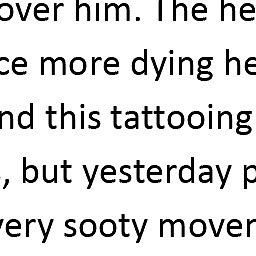 over him. The he
ce more dying he
nd this tattooing
, but yesterday p
very sooty mover